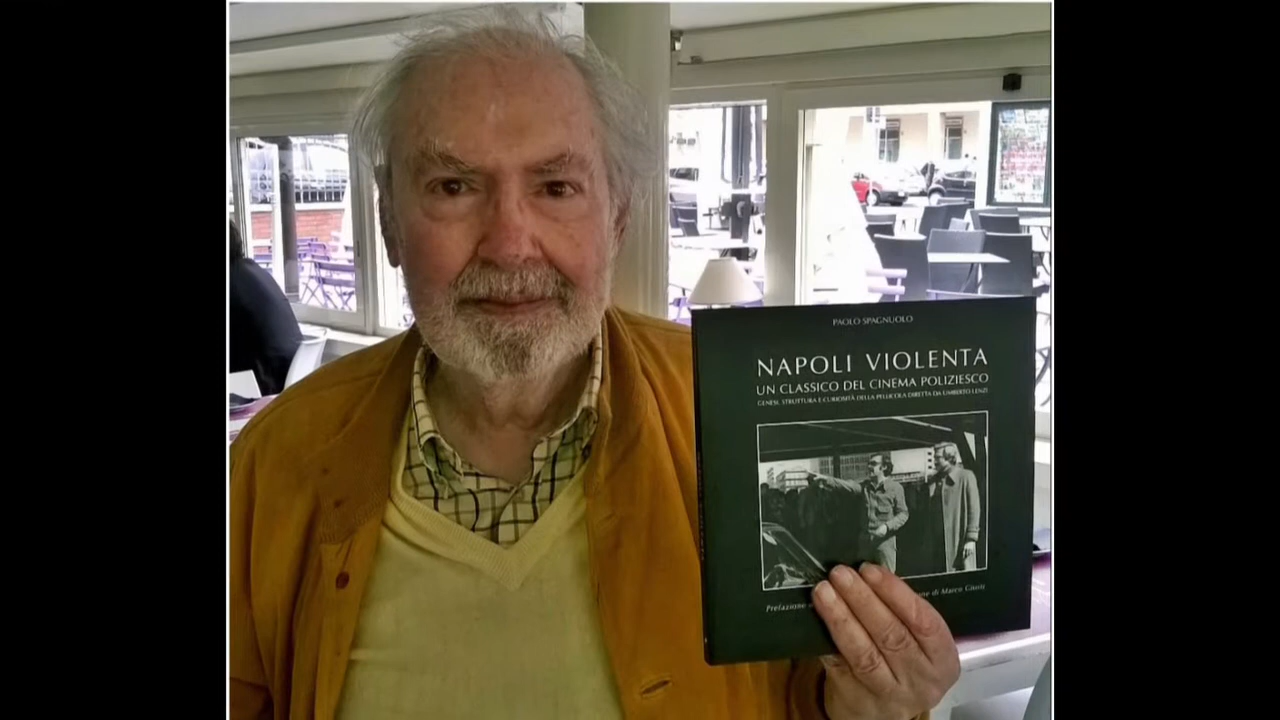 PAOLO SPAGNUOLO
NAPOLI VIOLENTA
UN CLASSICO DEL CINEMA POLIZIESCO
GENESI, STRUTTURA E CURIOSITÀ DELLA PELLICOLA DIRETTA DA UMBERTO LENZI
Prefazione di Marco Giusti